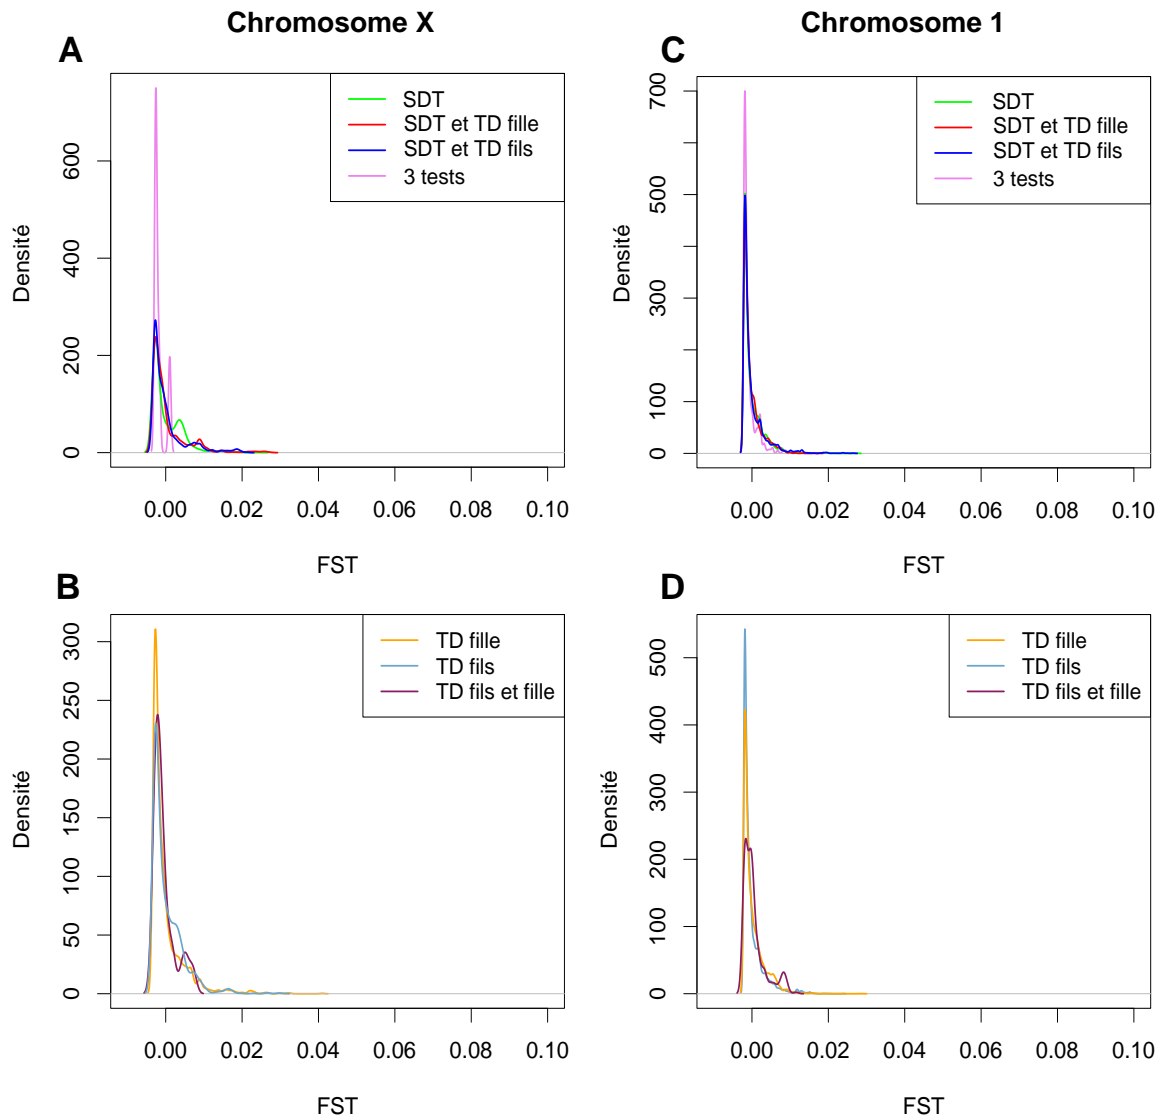 Chromosome X
Chromosome 1
A
SDT
SDT et TD fille
SDT et TD fils
3 tests
Densité
0
200
400
600
0.00 0.02 0.04 0.06 0.08 0.10
FST
C
SDT
SDT et TD fille
SDT et TD fils
3 tests
Densité
0
100
300
500
700
0.00 0.02 0.04 0.06 0.08 0.10
FST
B
TD fille
TD fils
TD fils et fille
Densité
0
50
100
150
200
250
300
0.00 0.02 0.04 0.06 0.08 0.10
FST
D
TD fille
TD fils
TD fils et fille
Densité
0
100
200
300
400
500
0.00 0.02 0.04 0.06 0.08 0.10
FST